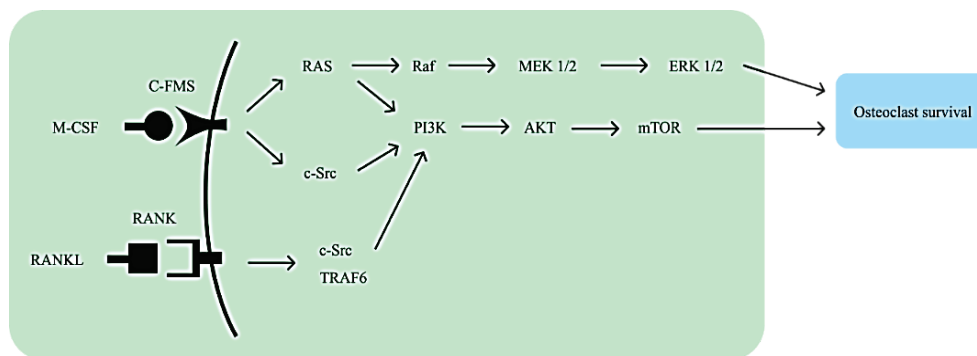 C-FMS
M-CSF
RAS
Raf
MEK 1/2
ERK 1/2
Osteoclast survival
PI3K
AKT
mTOR
c-Src
RANK
RANKL
c-Src
TRAF6